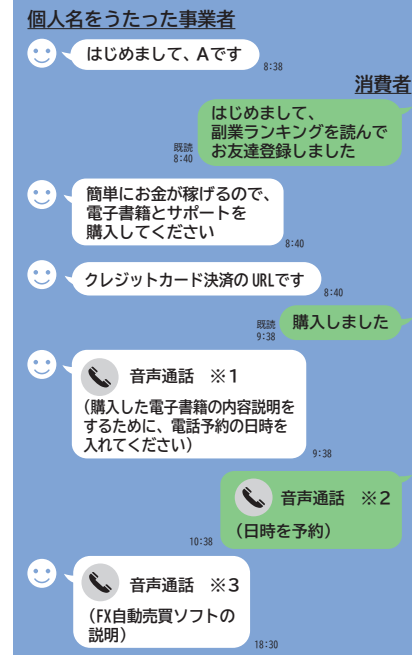 個人名をうたった事業者
はじめまして、Aです
8:38
消費者
はじめまして、
副業ランキングを読んで
お友達登録しました
既読
8:40
簡単にお金が稼げるので、
電子書籍とサポートを
購入してください
8:40
クレジットカード決済のURLです
8:40
購入しました
既読
9:38
音声通話 ※1
(購入した電子書籍の内容説明を
するために、電話予約の日時を
入れてください)
9:38
音声通話 ※2
(日時を予約)
10:38
音声通話 ※3
(FX自動売買ソフトの
説明)
18:30